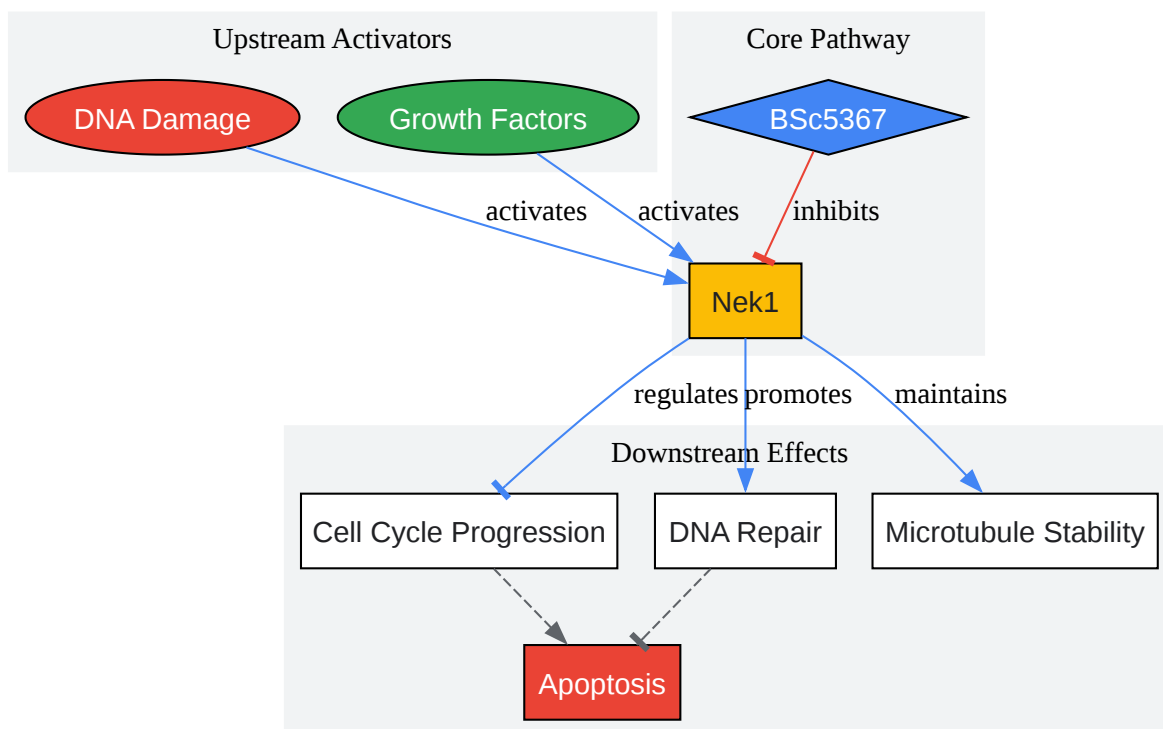 Upstream Activators
Core Pathway
DNA Damage
Growth Factors
BSc5367
activates
activates
inhibits
Nek1
regulates
promotes
maintains
Downstream Effects
Cell Cycle Progression
DNA Repair
Microtubule Stability
Apoptosis